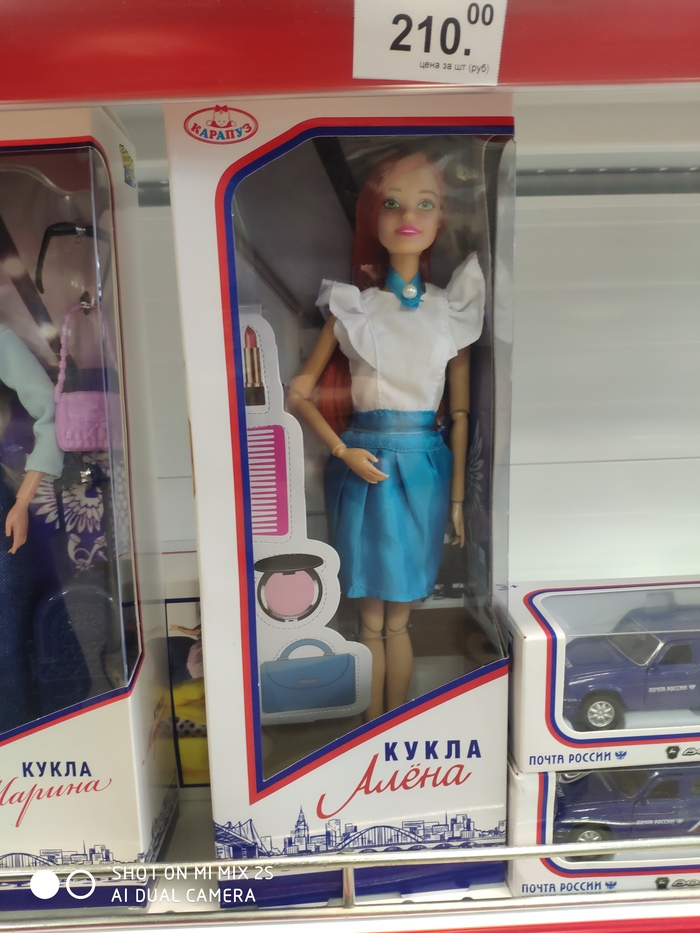 210.00
цена за шт (руб)
КАРАПУЗ
КУКЛА
Алёна
КУКЛА
Марина
ПОЧТА РОССИИ
ПОЧТА РОССИИ
ПОЧТА РОССИИ
SHOT ON MI MIX 2S
AI DUAL CAMERA